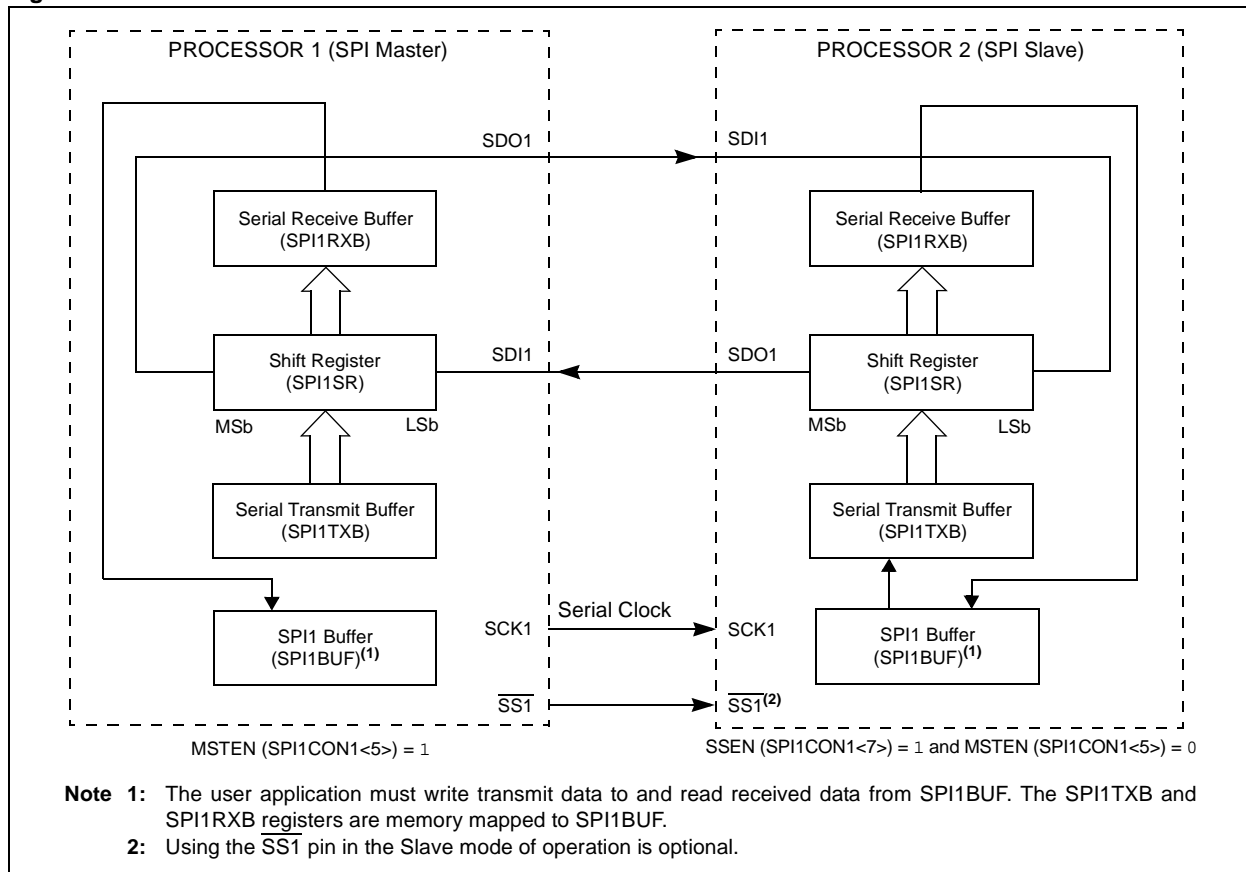 PROCESSOR 1 (SPI Master)
SDO1
Serial Receive Buffer
(SPI1RXB)
Shift Register
(SPI1SR)
SDI1
MSb
LSb
Serial Transmit Buffer
(SPI1TXB)
SPI1 Buffer
(SPI1BUF)(1)
SCK1
SS1
Serial Clock
PROCESSOR 2 (SPI Slave)
SDI1
Serial Receive Buffer
(SPI1RXB)
SDO1
Shift Register
(SPI1SR)
MSb
LSb
Serial Transmit Buffer
(SPI1TXB)
SCK1
SPI1 Buffer
(SPI1BUF)(1)
SS1(2)
MSTEN (SPI1CON1<5>) = 1
SSEN (SPI1CON1<7>) = 1 and MSTEN (SPI1CON1<5>) = 0
Note 1: The user application must write transmit data to and read received data from SPI1BUF. The SPI1TXB and
SPI1RXB registers are memory mapped to SPI1BUF.
2: Using the SS1 pin in the Slave mode of operation is optional.